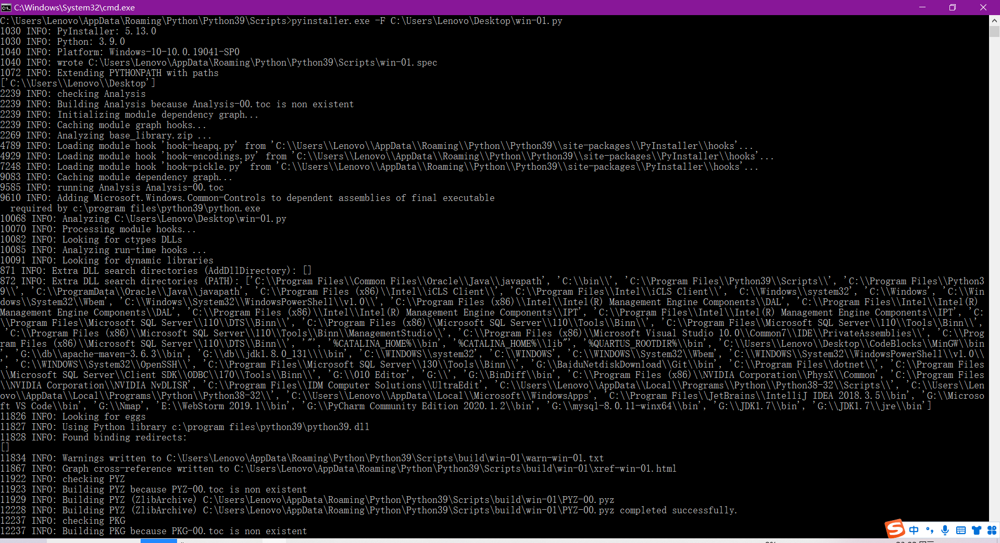 C:\Windows\System32\cmd.exe
C:\Users\Lenovo\AppData\Roaming\Python\Python39\Scripts>pyinstaller.exe -F C:\Users\Lenovo\Desktop\win-01.py
1030 INFO: PyInstaller: 5.13.0
1030 INFO: Python: 3.9.0
1040 INFO: Platform: Windows-10-10.0.19041-SP0
1040 INFO: wrote C:\Users\Lenovo\AppData\Roaming\Python\Python39\Scripts\win-01.spec
1072 INFO: Extending PYTHONPATH with paths
['C:\\Users\\Lenovo\\Desktop']
2239 INFO: checking Analysis
2239 INFO: Building Analysis because Analysis-00.toc is non existent
2239 INFO: Initializing module dependency graph...
2239 INFO: Caching module graph hooks...
2269 INFO: Analyzing base_library.zip ...
4789 INFO: Loading module hook 'hook-heapq.py' from 'C:\\Users\\Lenovo\\AppData\\Roaming\\Python\\Python39\\site-packages\\PyInstaller\\hooks'...
4929 INFO: Loading module hook 'hook-encodings.py' from 'C:\\Users\\Lenovo\\AppData\\Roaming\\Python\\Python39\\site-packages\\PyInstaller\\hooks'...
7248 INFO: Loading module hook 'hook-pickle.py' from 'C:\\Users\\Lenovo\\AppData\\Roaming\\Python\\Python39\\site-packages\\PyInstaller\\hooks'...
9083 INFO: Caching module dependency graph...
9585 INFO: running Analysis Analysis-00.toc
9610 INFO: Adding Microsoft.Windows.Common-Controls to dependent assemblies of final executable
  required by c:\program files\python39\python.exe
10068 INFO: Analyzing C:\Users\Lenovo\Desktop\win-01.py
10070 INFO: Processing module hooks...
10082 INFO: Looking for ctypes DLLs
10085 INFO: Analyzing run-time hooks ...
10091 INFO: Looking for dynamic libraries
871 INFO: Extra DLL search directories (AddDllDirectory): []
872 INFO: Extra DLL search directories (PATH): ['C:\\Program Files\\Common Files\\Oracle\\Java\\javapath', 'C:\\bin\\', 'C:\\Program Files\\Python39\\Scripts\\', 'C:\\Program Files\\Python3
9\\', 'C:\\ProgramData\\Oracle\\Java\\javapath', 'C:\\Program Files (x86)\\Intel\\iCLS Client\\', 'C:\\Program Files\\Intel\\iCLS Client\\', 'C:\\Windows\\system32', 'C:\\Windows', 'C:\\Win
dows\\System32\\Wbem', 'C:\\Windows\\System32\\WindowsPowerShell\\v1.0\\', 'C:\\Program Files (x86)\\Intel\\Intel(R) Management Engine Components\\DAL', 'C:\\Program Files\\Intel\\Intel(R)
Management Engine Components\\DAL', 'C:\\Program Files (x86)\\Intel\\Intel(R) Management Engine Components\\IPT', 'C:\\Program Files\\Intel\\Intel(R) Management Engine Components\\IPT', 'C:
\\Program Files\\Microsoft SQL Server\\110\\DTS\\Binn\\', 'C:\\Program Files (x86)\\Microsoft SQL Server\\110\\Tools\\Binn\\', 'C:\\Program Files\\Microsoft SQL Server\\110\\Tools\\Binn\\',
 'C:\\Program Files (x86)\\Microsoft SQL Server\\110\\Tools\\Binn\\ManagementStudio\\', 'C:\\Program Files (x86)\\Microsoft Visual Studio 10.0\\Common7\\IDE\\PrivateAssemblies\\', 'C:\\Prog
ram Files (x86)\\Microsoft SQL Server\\110\\DTS\\Binn\\', '"', '%CATALINA_HOME%\\bin', '%CATALINA_HOME%\\lib"', '%QUARTUS_ROOTDIR%\\bin', 'C:\\Users\\Lenovo\\Desktop\\CodeBlocks\\MinGW\\bin
', 'G:\\db\\apache-maven-3.6.3\\bin', 'G:\\db\\jdk1.8.0_131\\\\bin', 'C:\\WINDOWS\\system32', 'C:\\WINDOWS', 'C:\\WINDOWS\\System32\\Wbem', 'C:\\WINDOWS\\System32\\WindowsPowerShell\\v1.0\\
', 'C:\\WINDOWS\\System32\\OpenSSH\\', 'C:\\Program Files\\Microsoft SQL Server\\130\\Tools\\Binn\\', 'G:\\BaiduNetdiskDownload\\Git\\bin', 'C:\\Program Files\\dotnet\\', 'C:\\Program Files
\\Microsoft SQL Server\\Client SDK\\ODBC\\170\\Tools\\Binn\\', 'G:\\010 Editor', 'G:\\', 'G:\\BinDiff\\bin', 'C:\\Program Files (x86)\\NVIDIA Corporation\\PhysX\\Common', 'C:\\Program Files
\\NVIDIA Corporation\\NVIDIA NvDLISR', 'C:\\Program Files\\IDM Computer Solutions\\UltraEdit', 'C:\\Users\\Lenovo\\AppData\\Local\\Programs\\Python\\Python38-32\\Scripts\\', 'C:\\Users\\Len
ovo\\AppData\\Local\\Programs\\Python\\Python38-32\\', 'C:\\Users\\Lenovo\\AppData\\Local\\Microsoft\\WindowsApps', 'C:\\Program Files\\JetBrains\\IntelliJ IDEA 2018.3.5\\bin', 'G:\\Microso
ft VS Code\\bin', 'G:\\Nmap', 'E:\\WebStorm 2019.1\\bin', 'G:\\PyCharm Community Edition 2020.1.2\\bin', 'G:\\mysql-8.0.11-winx64\\bin', 'G:\\JDK1.7\\bin', 'G:\\JDK1.7\\jre\\bin']
11826 INFO: Looking for eggs
11827 INFO: Using Python library c:\program files\python39\python39.dll
11828 INFO: Found binding redirects:
[]
11834 INFO: Warnings written to C:\Users\Lenovo\AppData\Roaming\Python\Python39\Scripts\build\win-01\warn-win-01.txt
11867 INFO: Graph cross-reference written to C:\Users\Lenovo\AppData\Roaming\Python\Python39\Scripts\build\win-01\xref-win-01.html
11922 INFO: checking PYZ
11923 INFO: Building PYZ because PYZ-00.toc is non existent
11929 INFO: Building PYZ (ZlibArchive) C:\Users\Lenovo\AppData\Roaming\Python\Python39\Scripts\build\win-01\PYZ-00.pyz
12228 INFO: Building PYZ (ZlibArchive) C:\Users\Lenovo\AppData\Roaming\Python\Python39\Scripts\build\win-01\PYZ-00.pyz completed successfully.
12237 INFO: checking PKG
12237 INFO: Building PKG because PKG-00.toc is non existent
中